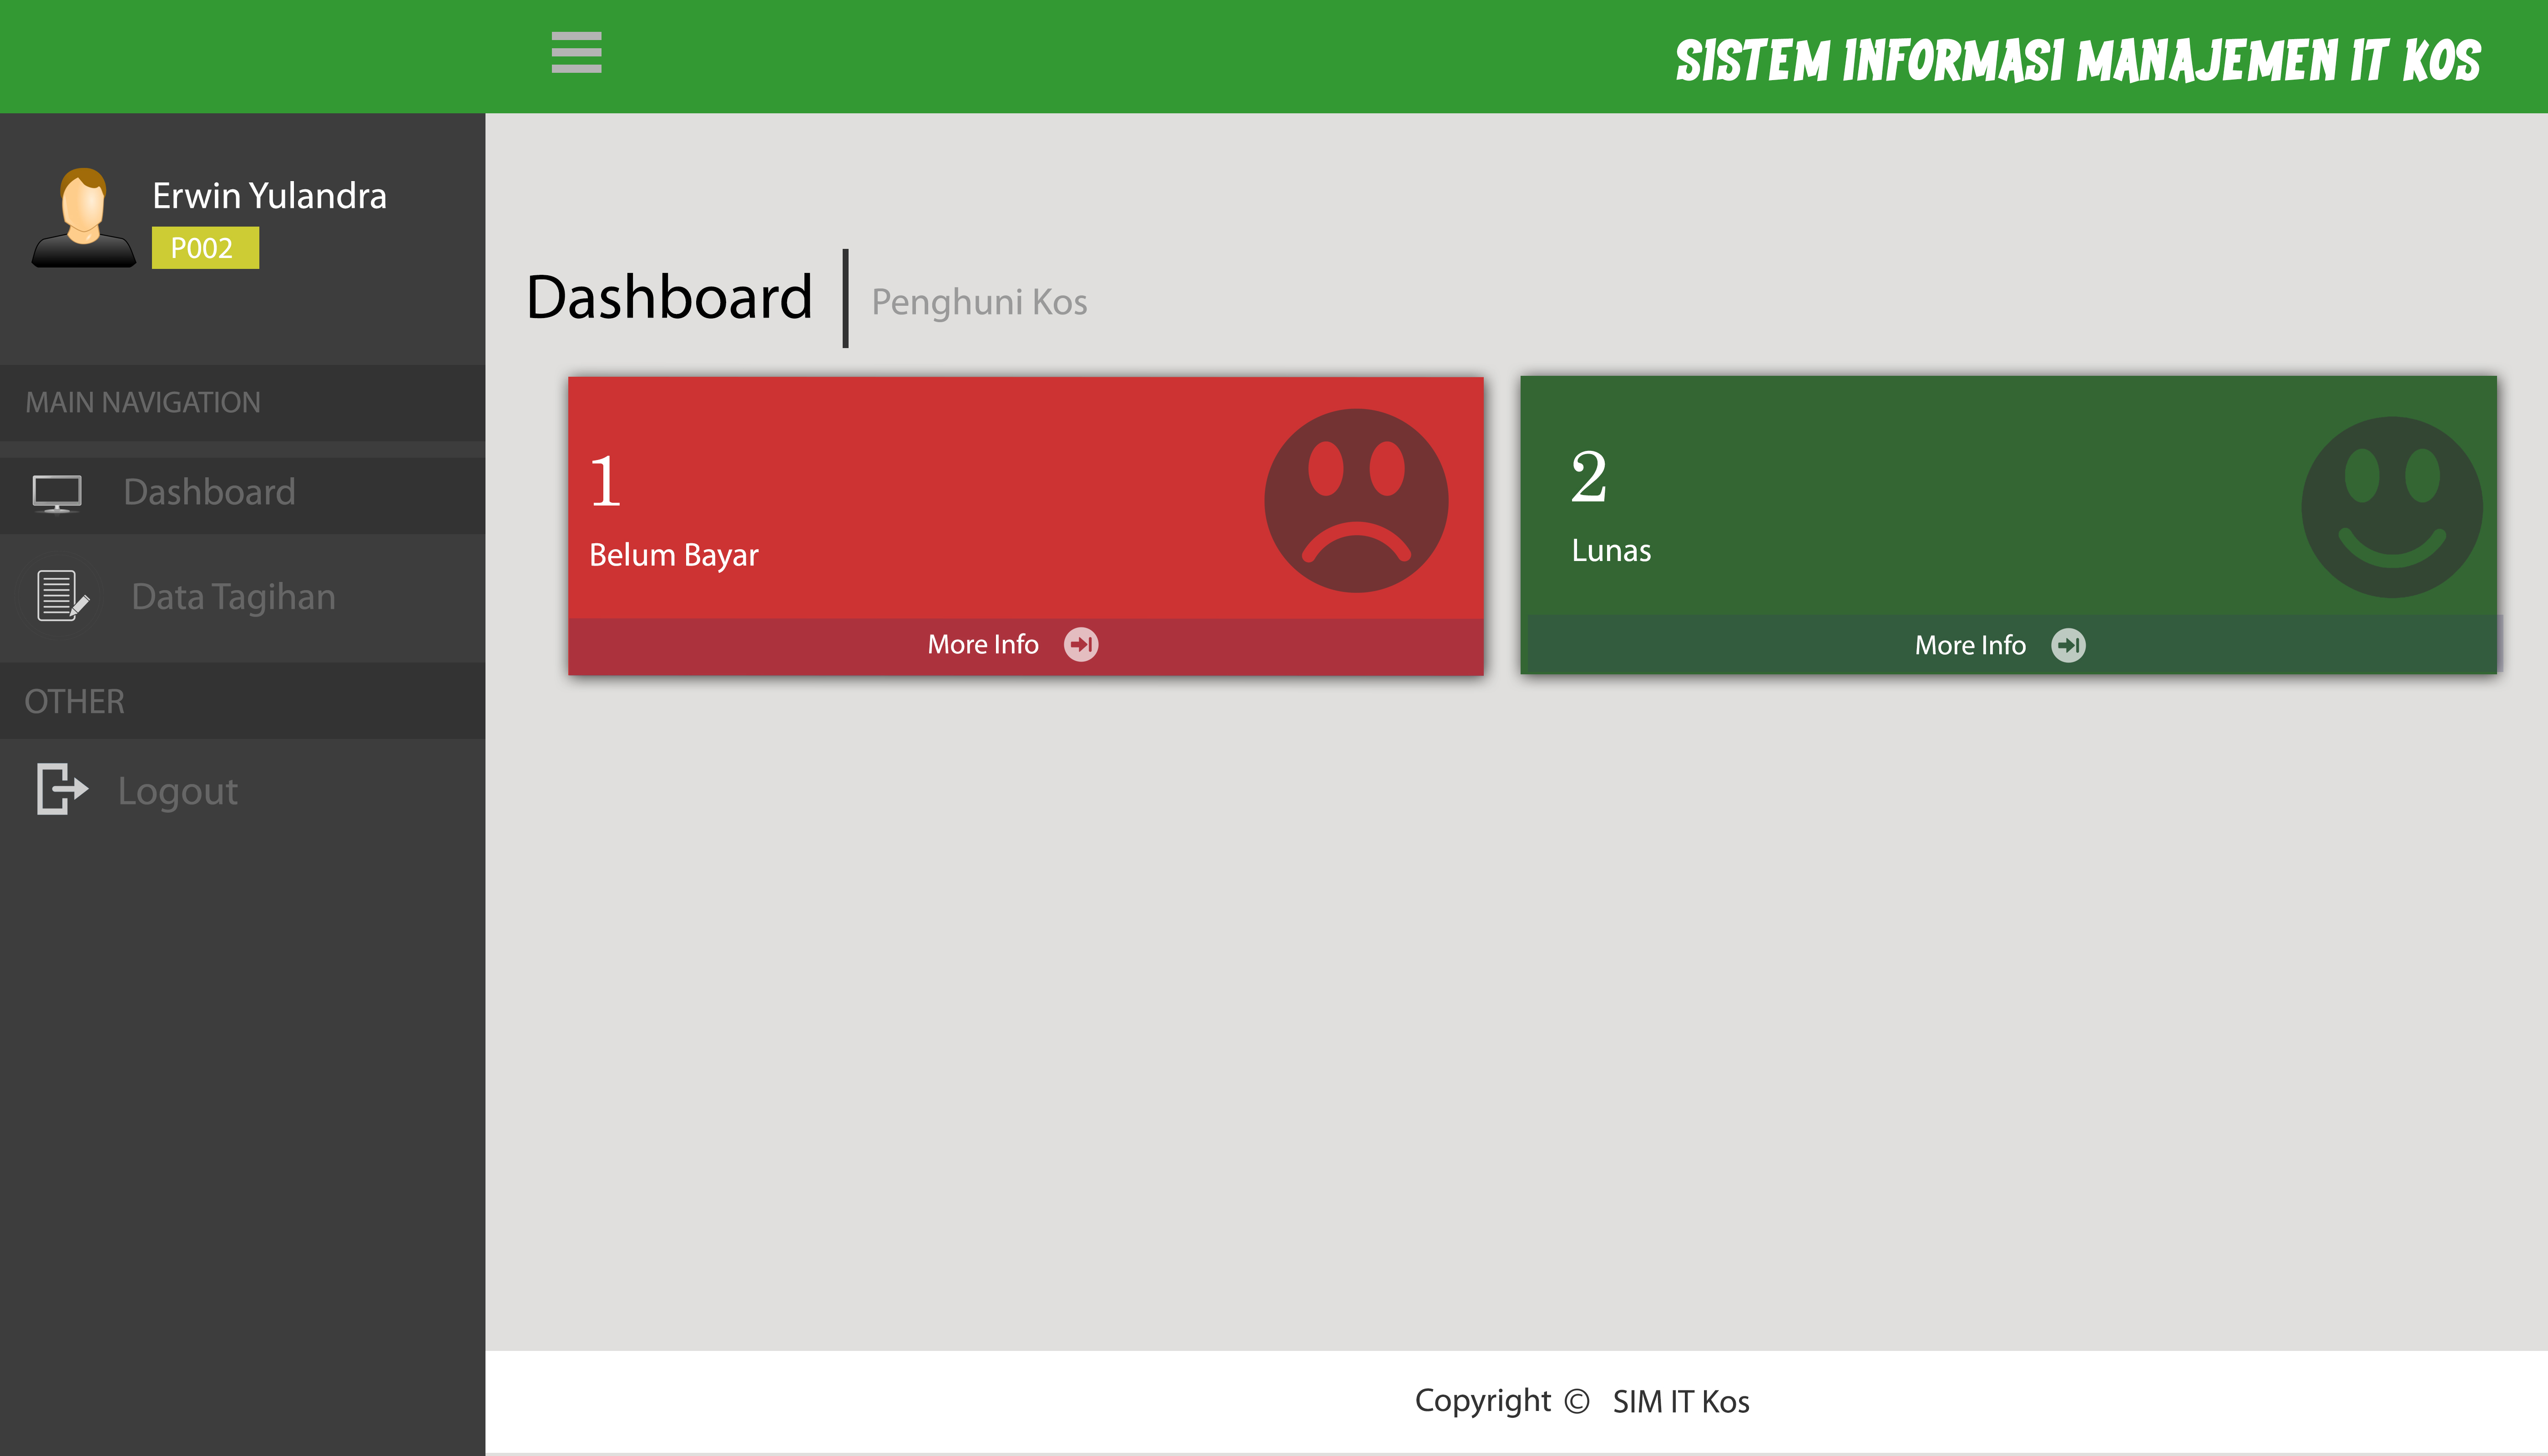 SISTEM INFORMASI MANAJEMEN IT KOS
Erwin Yulandra
P002
MAIN NAVIGATION
Dashboard
Data Tagihan
OTHER
Logout
Dashboard
Penghuni Kos
1
Belum Bayar
More Info
2
Lunas
More Info
Copyright © SIM IT Kos